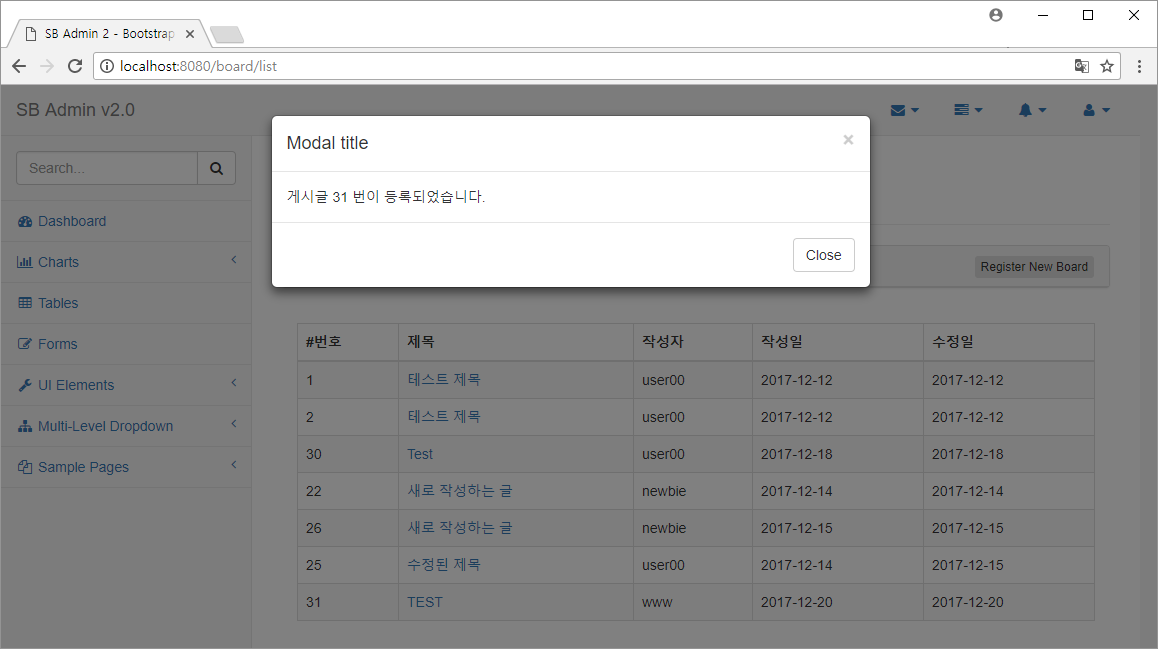 SB Admin 2 - Bootstrap
localhost:8080/board/list
SB Admin v2.0
Modal title
×
Search...
게시글 31 번이 등록되었습니다.
Close
Dashboard
Charts
Tables
Forms
UI Elements
Multi-Level Dropdown
Sample Pages
Register New Board
#번호 제목 작성자 작성일 수정일
1 테스트 제목 user00 2017-12-12 2017-12-12
2 테스트 제목 user00 2017-12-12 2017-12-12
30 Test user00 2017-12-18 2017-12-18
22 새로 작성하는 글 newbie 2017-12-14 2017-12-14
26 새로 작성하는 글 newbie 2017-12-15 2017-12-15
25 수정된 제목 user00 2017-12-14 2017-12-15
31 TEST www 2017-12-20 2017-12-20